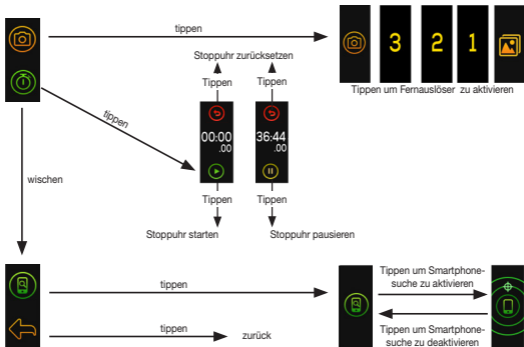 tippen
3 2 1
Tippen um Fernauslöser zu aktivieren
Stoppuhr zurücksetzen
Tippen Tippen
00:00
.00
36:44
.00
Tippen Tippen
Stoppuhr starten
Stoppuhr pausieren
tippen
wischen
tippen
Tippen um Smartphone-
suche zu aktivieren
Tippen um Smartphone-
suche zu deaktivieren
tippen
zurück